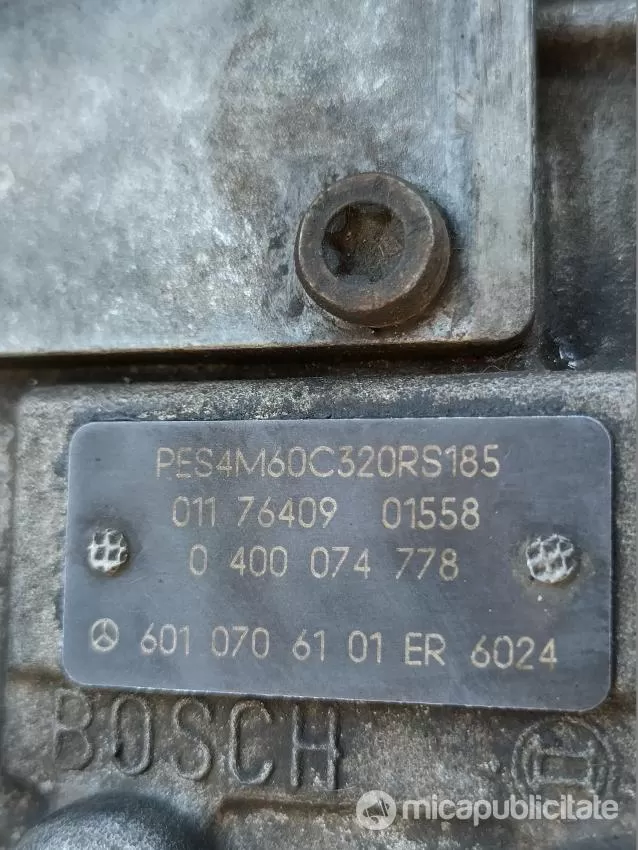 PES4M60C320RS185
011 76409 01558
0 400 074 778
601 070 61 01 ER 6024
BOSCH
micapublicitate